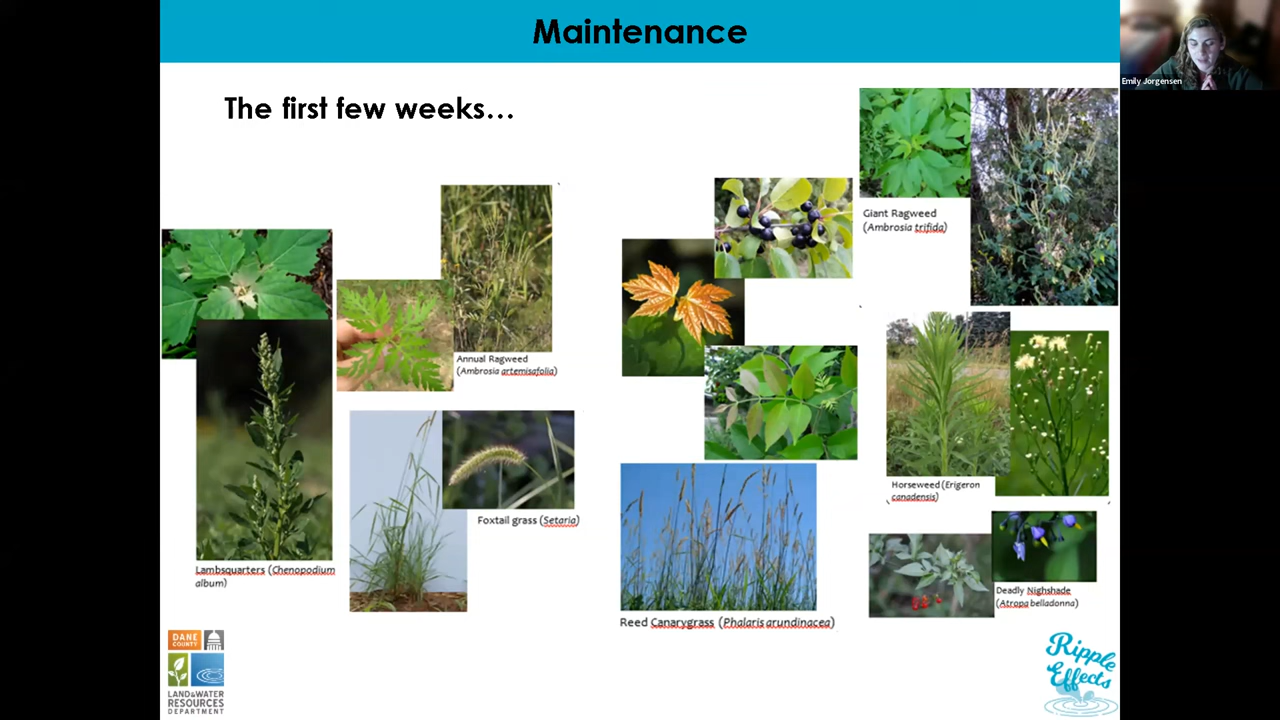 Maintenance
Emily Jorgensen
The first few weeks...
Giant Ragweed
(Ambrosia trifida)
Annual Ragweed
(Ambrosia artemisafolia)
Horseweed (Erigeron
canadensis)
Foxtail grass (Setaria)
Lambsquarters (Chenopodium
album)
Deadly Nighshade
(Atropa belladonna)
Reed Canarygrass (Phalaris arundinacea)
DANE
COUNTY
LAND & WATER
RESOURCES
DEPARTMENT
Ripple
Effects